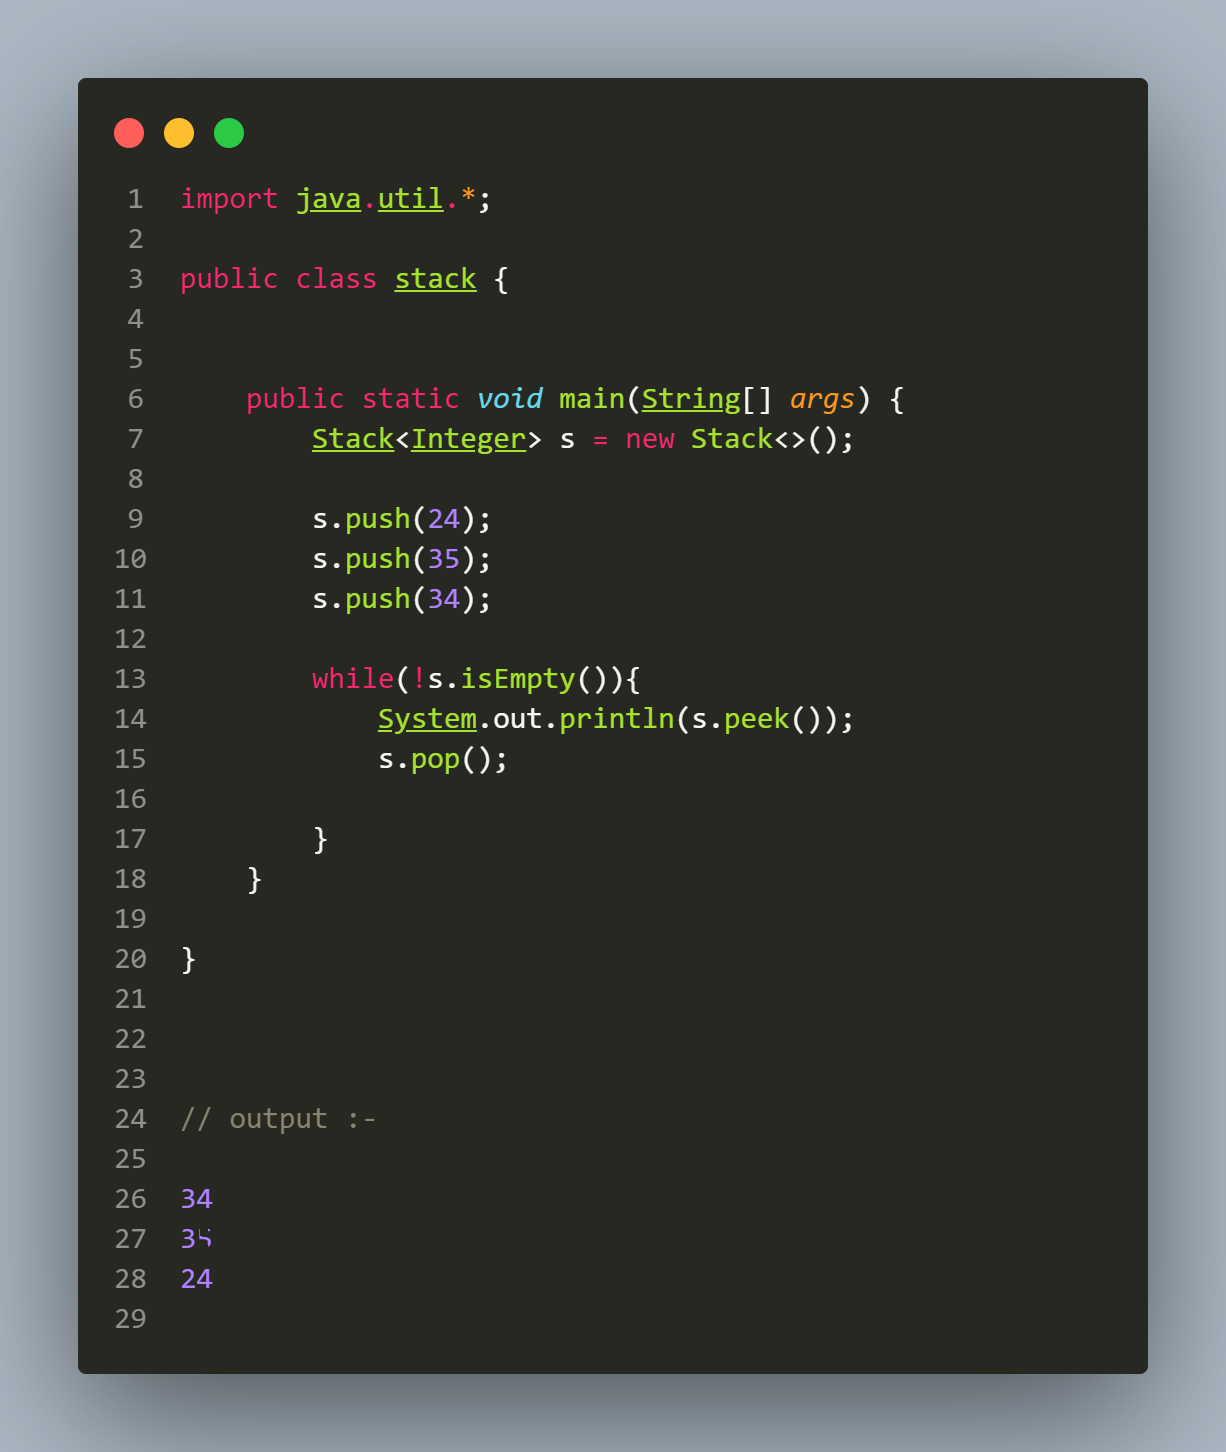 1 import java.util.*;
2
3 public class stack {
4
5
6 public static void main(String[] args) {
7 Stack<Integer> s = new Stack<>();
8
9 s.push(24);
10 s.push(35);
11 s.push(34);
12
13 while(!s.isEmpty()){
14 System.out.println(s.peek());
15 s.pop();
16
17 }
18 }
19
20 }
21
22
23
24 // output :-
25
26 34
27
28 24
29